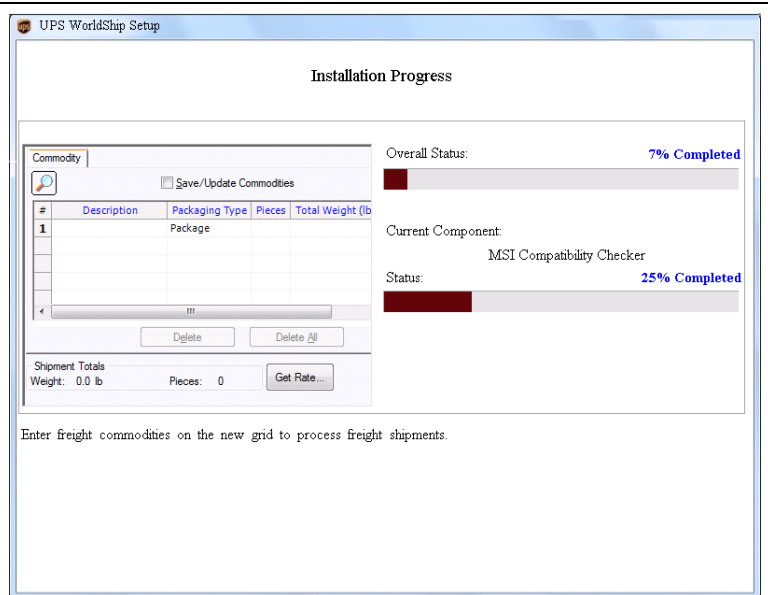 ups UPS WorldShip Setup
Installation Progress
Commodity
Save/Update Commodities
# Description Packaging Type Pieces Total Weight (lb
1 Package
Delete Delete All
Shipment Totals
Weight: 0.0 lb Pieces: 0 Get Rate...
Overall Status: 7% Completed
Current Component:
MSI Compatibility Checker
Status: 25% Completed
Enter freight commodities on the new grid to process freight shipments.